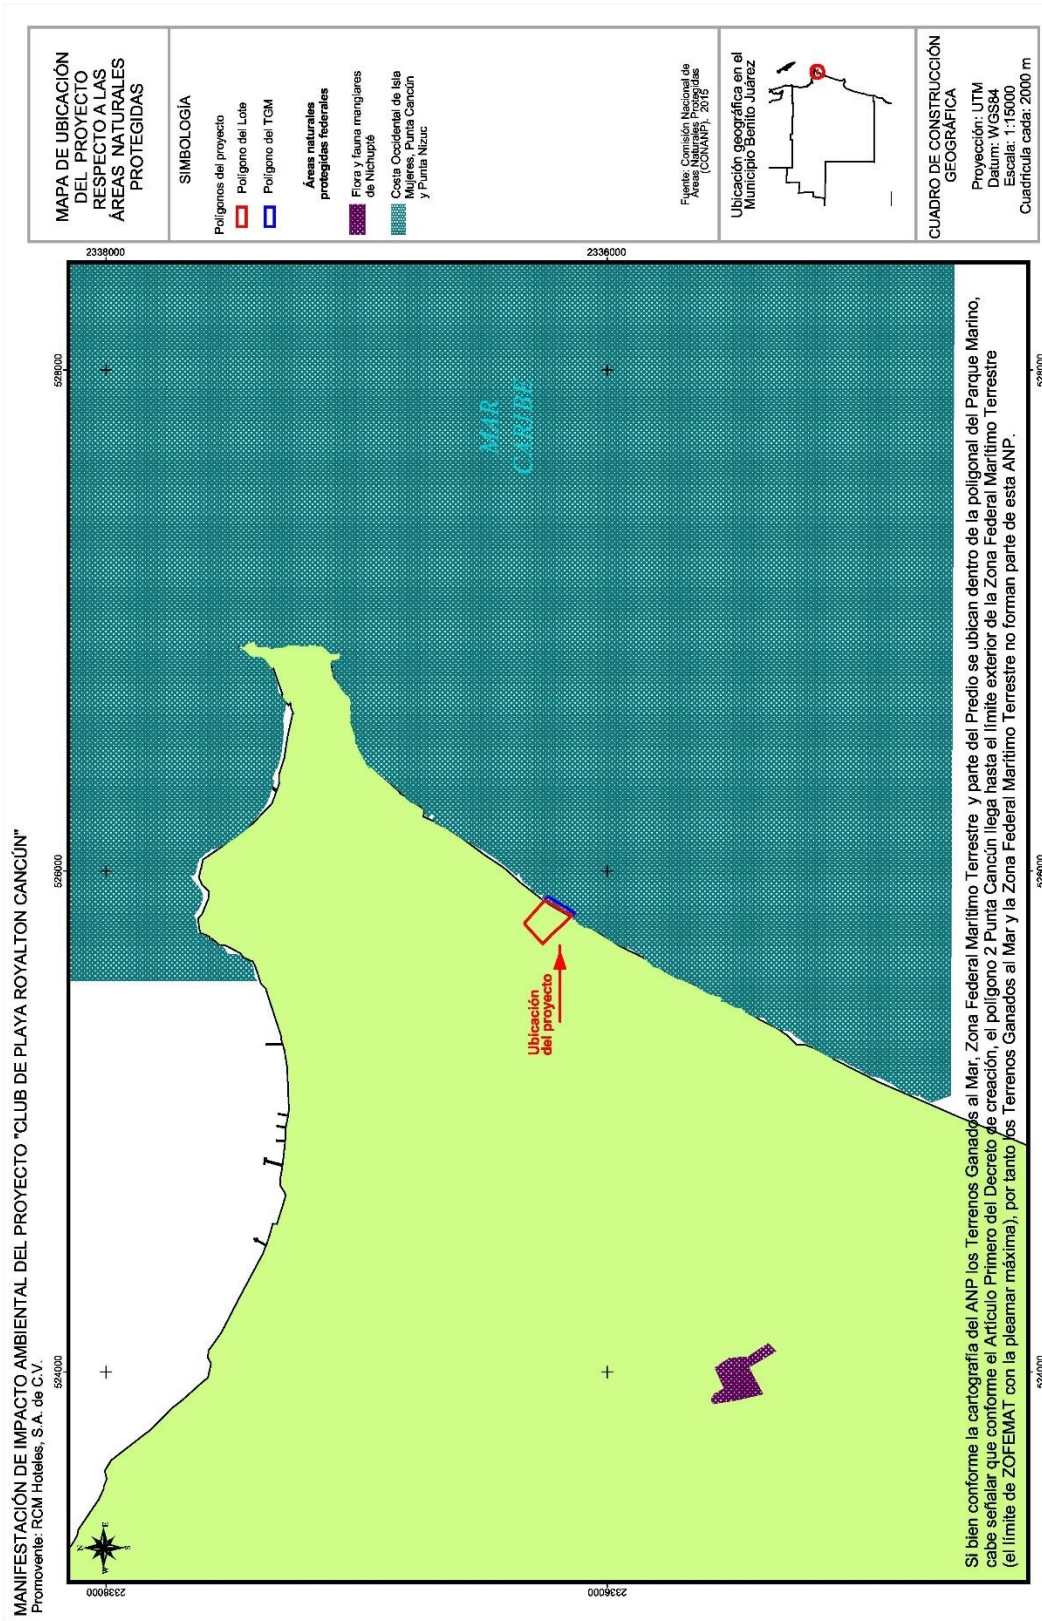 MANIFESTACIÓN DE IMPACTO AMBIENTAL DEL PROYECTO "CLUB DE PLAYA ROYALTON CANCÚN"
Promovente: RCM Hoteles, S.A. de C.V.
524000
526000
528000
2338000
2338000
2336000
2336000
N
E
S
W
MAR
CARIBE
Ubicación
del proyecto
524000
526000
528000
Si bien conforme la cartografía del ANP los Terrenos Ganados al Mar, Zona Federal Marítimo Terrestre y parte del Predio se ubican dentro de la poligonal del Parque Marino,
cabe señalar que conforme el Artículo Primero del Decreto de creación, el polígono 2 Punta Cancún llega hasta el límite exterior de la Zona Federal Marítimo Terrestre
(el límite de ZOFEMAT con la pleamar máxima), por tanto los Terrenos Ganados al Mar y la Zona Federal Marítimo Terrestre no forman parte de esta ANP.
MAPA DE UBICACIÓN
DEL PROYECTO
RESPECTO A LAS
ÁREAS NATURALES
PROTEGIDAS
SIMBOLOGÍA
Polígonos del proyecto
Polígono del Lote
Polígono del TGM
Áreas naturales
protegidas federales
Flora y fauna manglares
de Nichupté
Costa Occidental de Isla
Mujeres, Punta Cancún
y Punta Nizuc
Fuente: Comisión Nacional de
Áreas Naturales Protegidas
(CONANP). 2015
Ubicación geográfica en el
Municipio Benito Juárez
CUADRO DE CONSTRUCCIÓN
GEOGRÁFICA
Proyección: UTM
Datum: WGS84
Escala: 1:15000
Cuadrícula cada: 2000 m